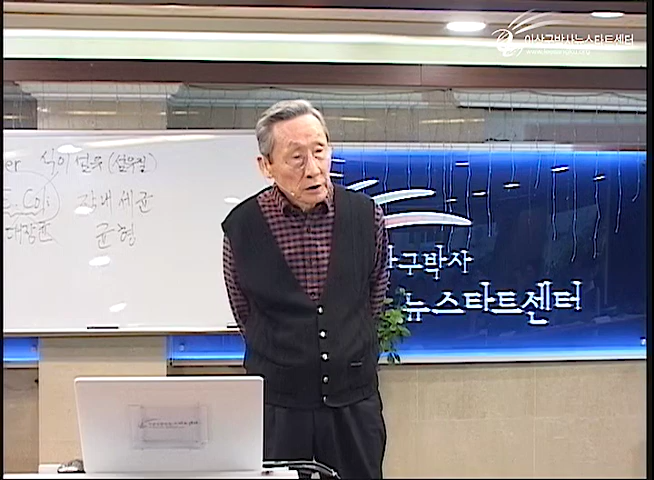 이상구박사뉴스타트센터
er 식이섬유 (섬유질)
E. Coli 장내세균
대장균 균형
구박사
뉴스타트센터